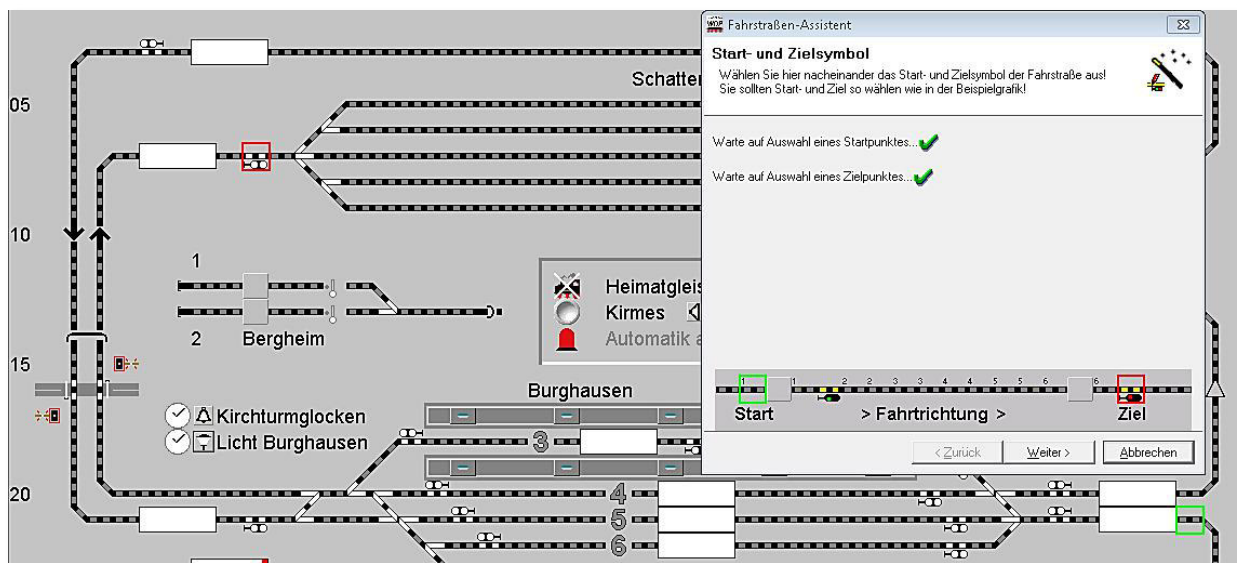 WDP Fahrstraßen-Assistent
Start- und Zielsymbol
Wählen Sie hier nacheinander das Start- und Zielsymbol der Fahrstraße aus!
Sie sollten Start- und Ziel so wählen wie in der Beispielgrafik!
Schatter
05
Warte auf Auswahl eines Startpunktes...
Warte auf Auswahl eines Zielpunktes...
10
1
Heimatgleis
Kirmes
2 Bergheim
Automatik a
15
Burghausen
1 1 2 2 3 3 4 4 5 5 6 6
Start > Fahrtrichtung > Ziel
Kirchturmglocken
Licht Burghausen
3
< Zurück Weiter > Abbrechen
20
4
5
6